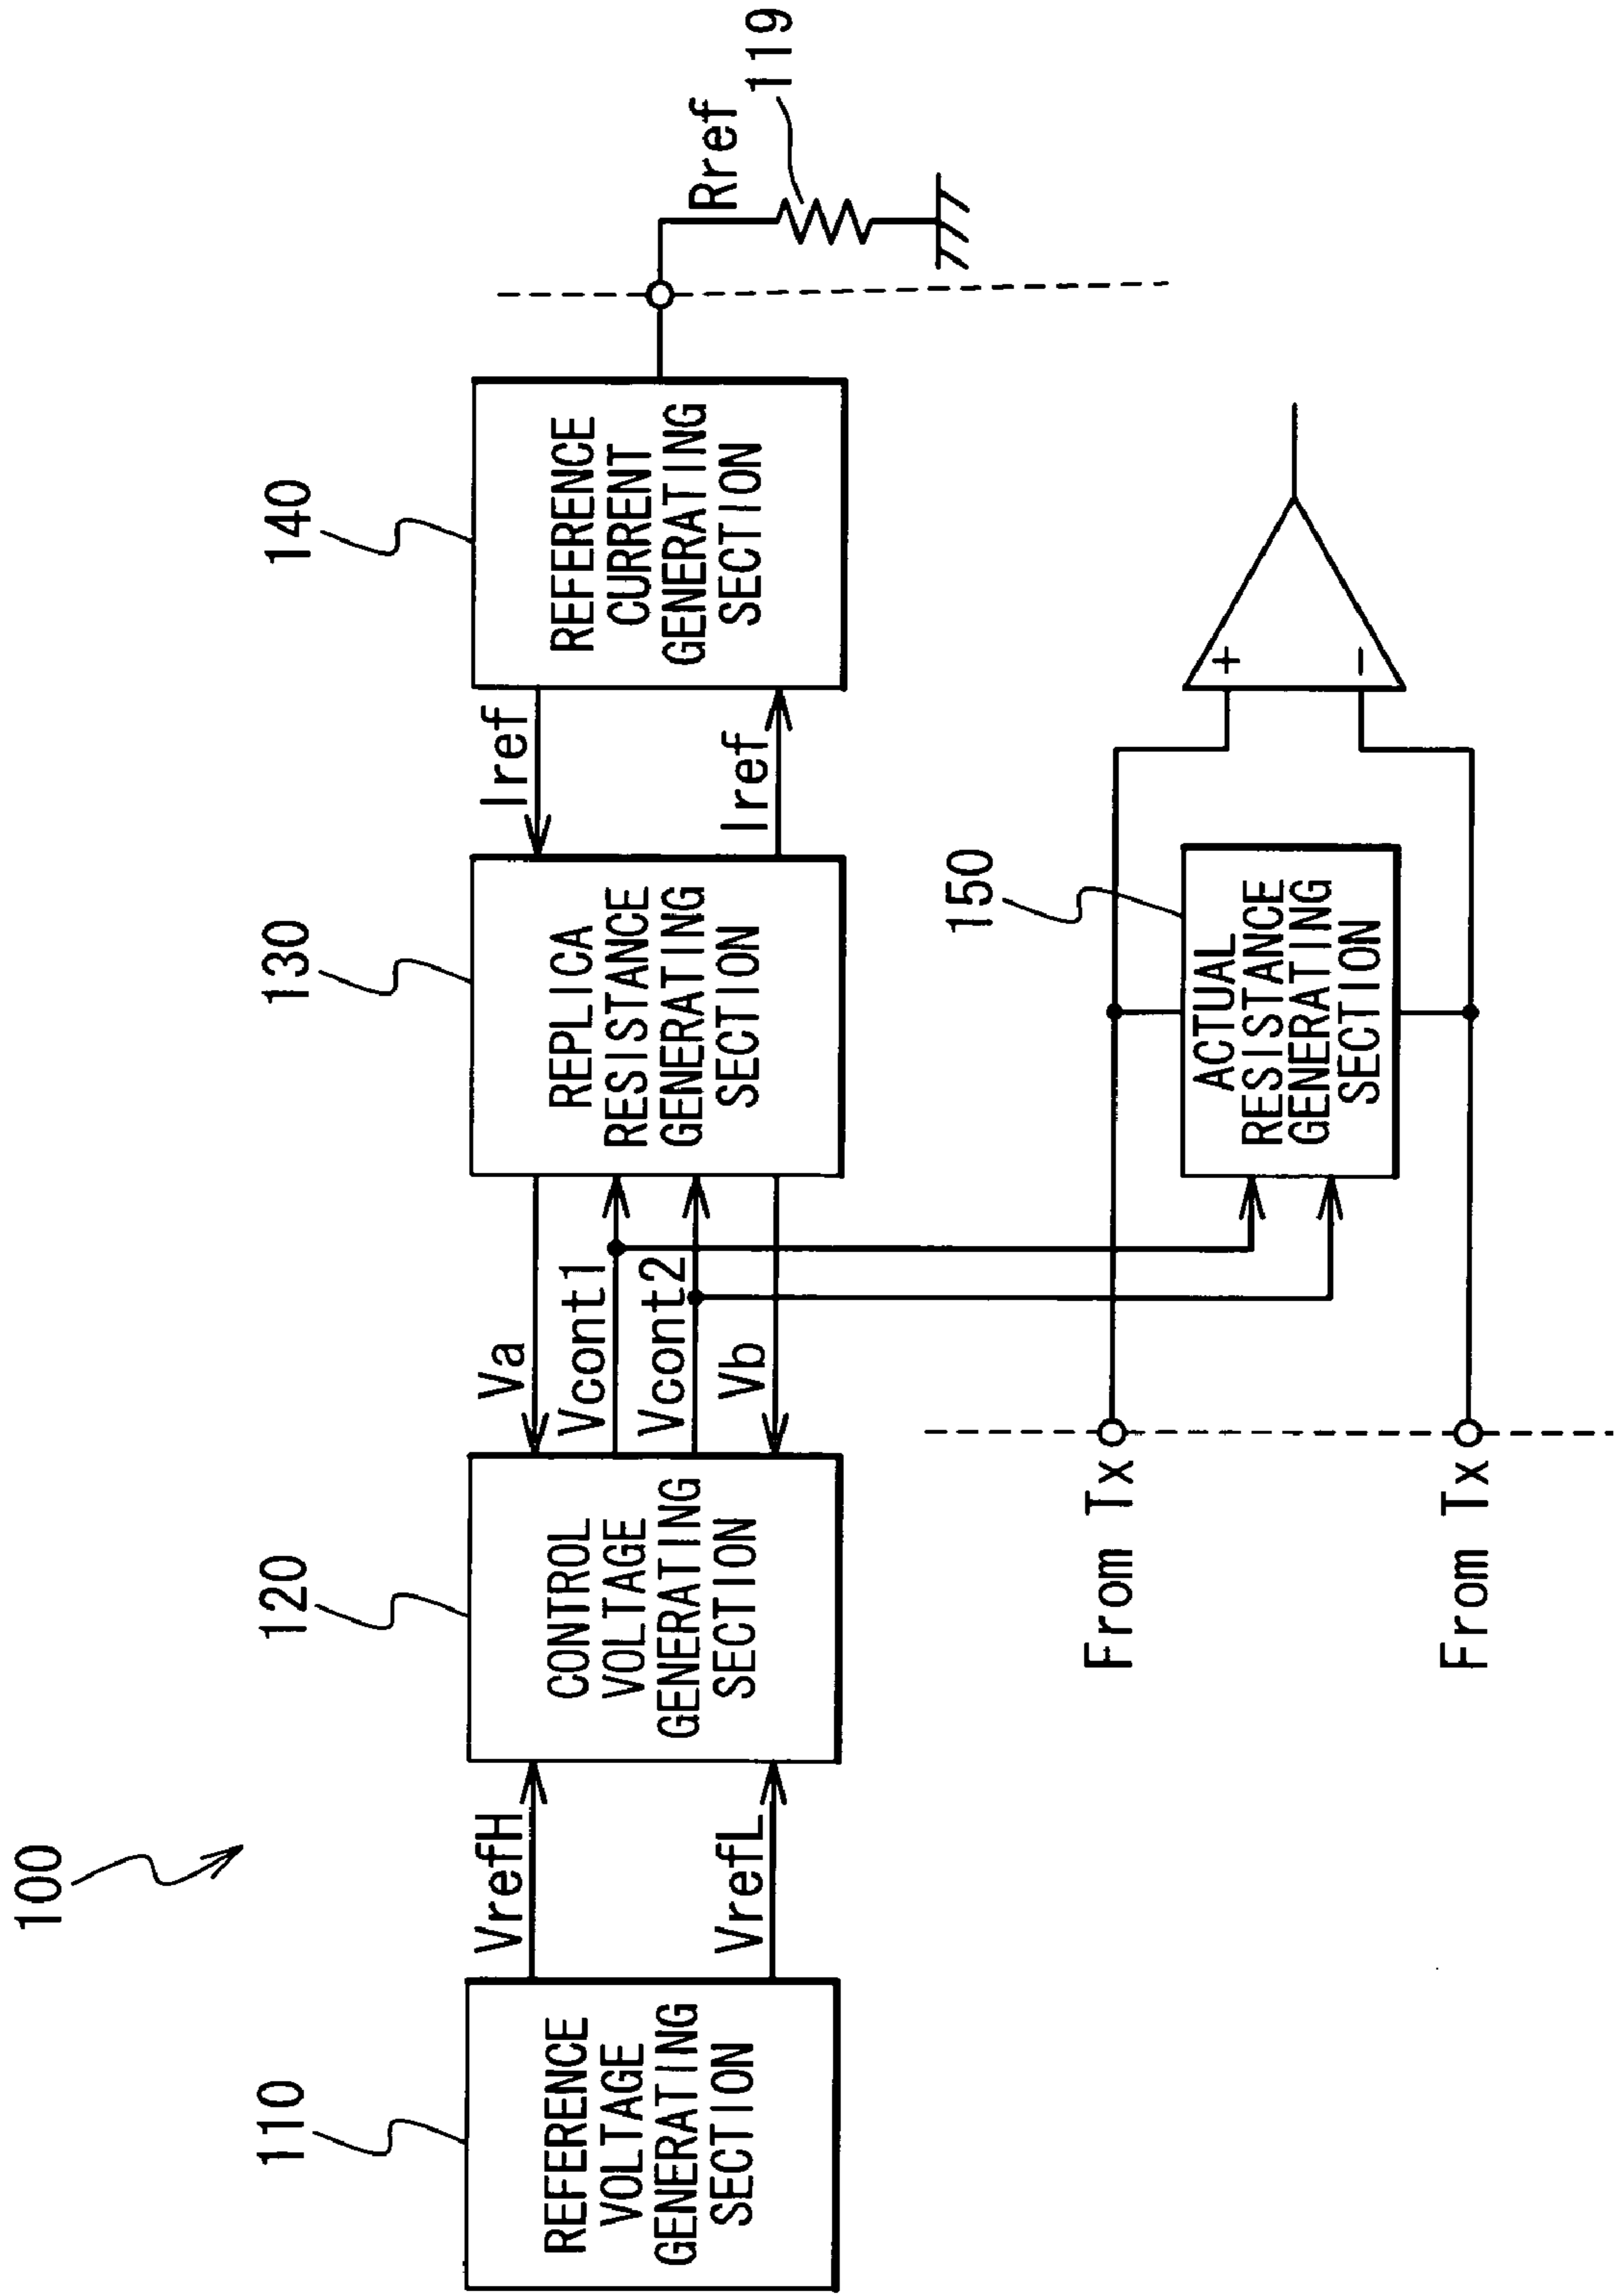 100
110
REFERENCE
VOLTAGE
GENERATING
SECTION
VrefH
VrefL
120
CONTROL
VOLTAGE
GENERATING
SECTION
Va
Vcont1
Vcont2
Vb
130
REPLICA
RESISTANCE
GENERATING
SECTION
Iref
Iref
140
REFERENCE
CURRENT
GENERATING
SECTION
Rref
119
From Tx
From Tx
150
ACTUAL
RESISTANCE
GENERATING
SECTION
+
-